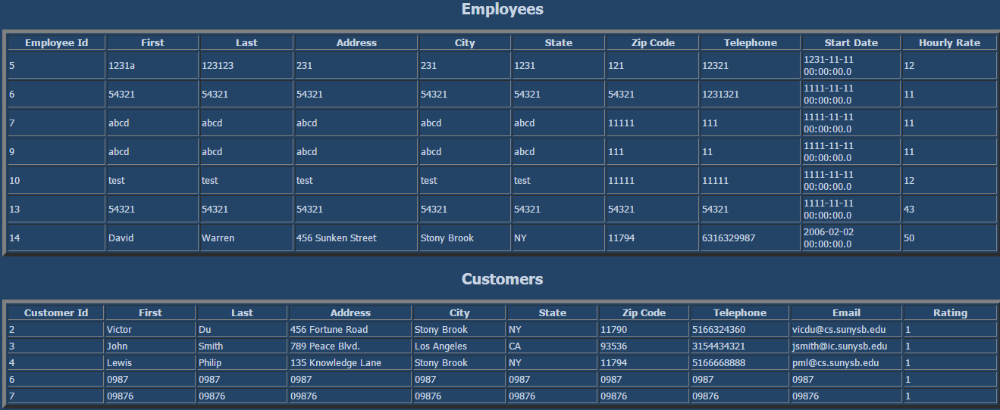 Employees
Employee Id First Last Address City State Zip Code Telephone Start Date Hourly Rate
5 1231a 123123 231 231 1231 121 12321 1231-11-11 00:00:00.0 12
6 54321 54321 54321 54321 54321 54321 1231321 1111-11-11 00:00:00.0 11
7 abcd abcd abcd abcd abcd 11111 111 1111-11-11 00:00:00.0 11
9 abcd abcd abcd abcd abcd 111 11 1111-11-11 00:00:00.0 11
10 test test test test test 11111 11111 1111-11-11 00:00:00.0 12
13 54321 54321 54321 54321 54321 54321 54321 1111-11-11 00:00:00.0 43
14 David Warren 456 Sunken Street Stony Brook NY 11794 6316329987 2006-02-02 00:00:00.0 50
Customers
Customer Id First Last Address City State Zip Code Telephone Email Rating
2 Victor Du 456 Fortune Road Stony Brook NY 11790 5166324360 vicdu@cs.sunysb.edu 1
3 John Smith 789 Peace Blvd. Los Angeles CA 93536 3154434321 jsmith@ic.sunysb.edu 1
4 Lewis Philip 135 Knowledge Lane Stony Brook NY 11794 5166668888 pml@cs.sunysb.edu 1
6 0987 0987 0987 0987 0987 0987 0987 0987 1
7 09876 09876 09876 09876 09876 09876 09876 09876 1